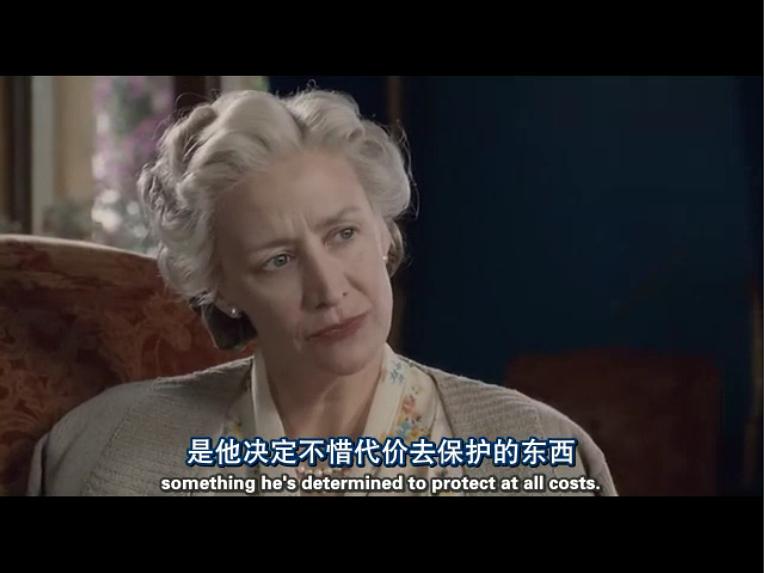 是他决定不惜代价去保护的东西
something he's determined to protect at all costs.